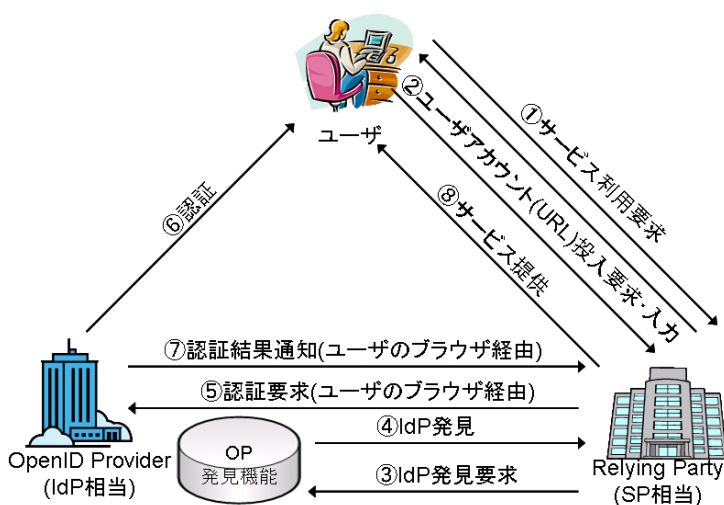 ユーザ
①サービス利用要求
②ユーザアカウント(URL)投入要求・入力
⑧サービス提供
⑥認証
⑦認証結果通知(ユーザのブラウザ経由)
⑤認証要求(ユーザのブラウザ経由)
④IdP発見
③IdP発見要求
OP
発見機能
OpenID Provider
(IdP相当)
Relying Party
(SP相当)